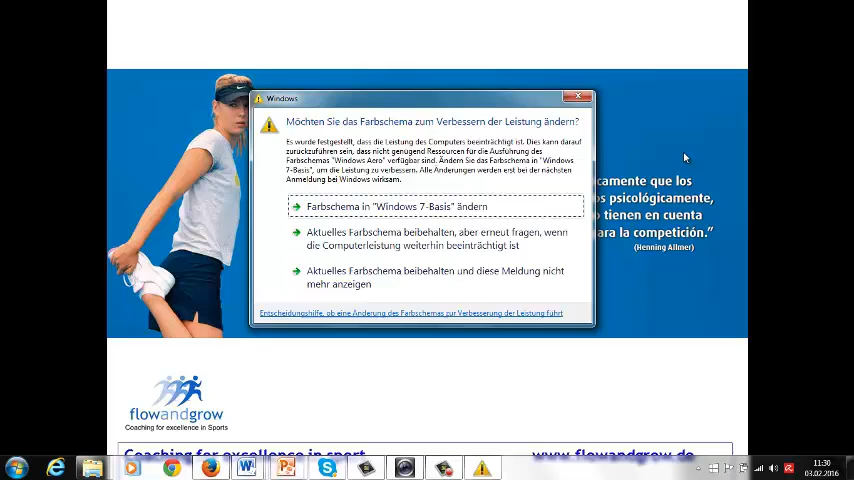 Windows
Möchten Sie das Farbschema zum Verbessern der Leistung ändern?
Es wurde festgestellt, dass die Leistung des Computers beeinträchtigt ist. Dies kann darauf
zurückzuführen sein, dass nicht genügend Ressourcen für die Ausführung des
Farbschemas "Windows Aero" verfügbar sind. Ändern Sie das Farbschema in "Windows
7-Basis", um die Leistung zu verbessern. Alle Änderungen werden erst bei der nächsten
Anmeldung bei Windows wirksam.
Farbschema in "Windows 7-Basis" ändern
Aktuelles Farbschema beibehalten, aber erneut fragen, wenn
die Computerleistung weiterhin beeinträchtigt ist
Aktuelles Farbschema beibehalten und diese Meldung nicht
mehr anzeigen
Entscheidungshilfe, ob eine Änderung des Farbschemas zur Verbesserung der Leistung führt
camente que los
os psicológicamente,
o tienen en cuenta
ara la competición.”
(Henning Allmer)
flowandgrow
Coaching for excellence in Sports
Coaching for excellence in sport
www.flowandgrow.de
11:30
03.02.2016